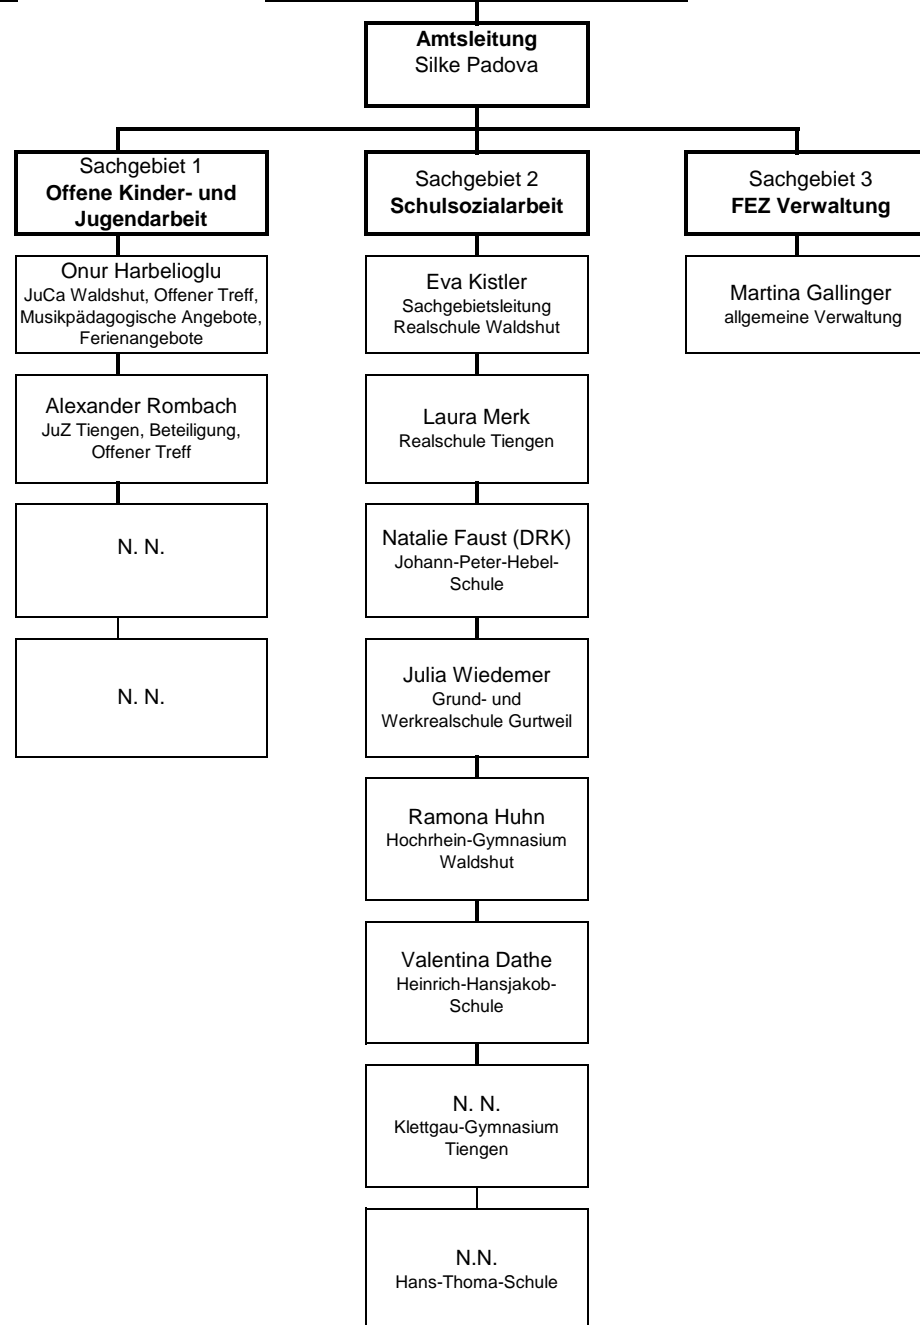 Amtsleitung
Silke Padova
Sachgebiet 1
Offene Kinder- und
Jugendarbeit
Onur Harbelioglu
JuCa Waldshut, Offener Treff,
Musikpädagogische Angebote,
Ferienangebote
Alexander Rombach
JuZ Tiengen, Beteiligung,
Offener Treff
N. N.
N. N.
Sachgebiet 2
Schulsozialarbeit
Eva Kistler
Sachgebietsleitung
Realschule Waldshut
Laura Merk
Realschule Tiengen
Natalie Faust (DRK)
Johann-Peter-Hebel-
Schule
Julia Wiedemer
Grund- und
Werkrealschule Gurtweil
Ramona Huhn
Hochrhein-Gymnasium
Waldshut
Valentina Dathe
Heinrich-Hansjakob-
Schule
N. N.
Klettgau-Gymnasium
Tiengen
N.N.
Hans-Thoma-Schule
Sachgebiet 3
FEZ Verwaltung
Martina Gallinger
allgemeine Verwaltung